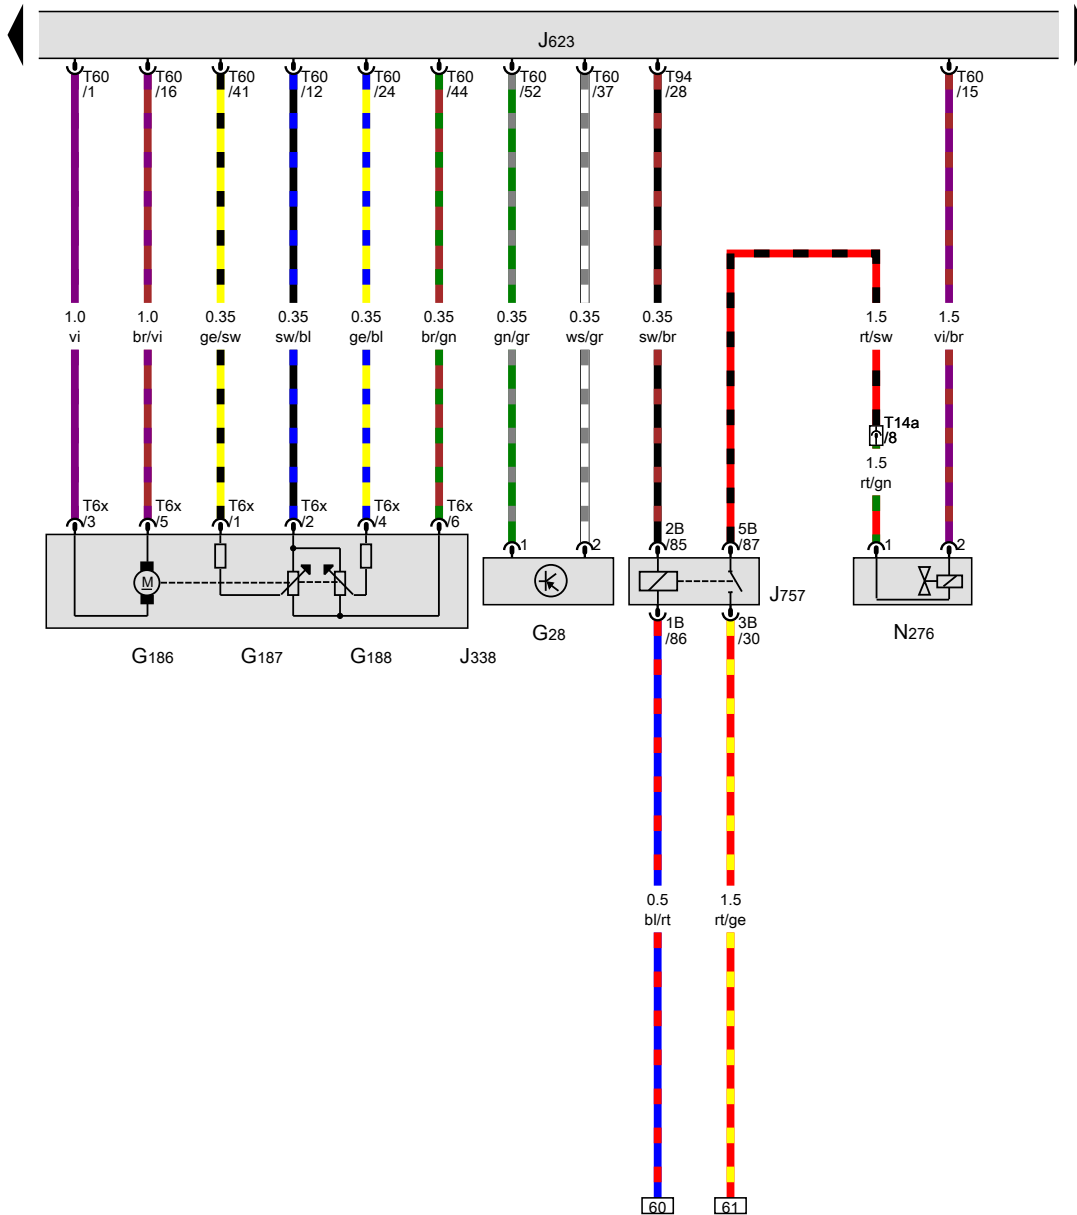 J623
T60 T60 T60 T60 T60 T60 T60 T60 T94 T60
/1 /16 /41 /12 /24 /44 /52 /37 /28 /15
1.0 1.0 0.35 0.35 0.35 0.35 0.35 0.35 0.35 1.5 1.5
vi br/vi ge/sw sw/bl ge/bl br/gn gn/gr ws/gr sw/br rt/sw vi/br
T14a
/8
1.5
rt/gn
T6x T6x T6x T6x T6x T6x
/3 /5 /1 /2 /4 /6
2B 5B
1 2 /85 /87 1 2
M
J757
1B 3B
/86 /30
G28 N276
G186 G187 G188 J338
0.5 1.5
bl/rt rt/ge
60 61